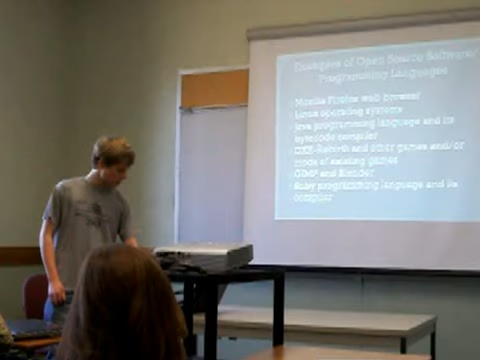 Examples of Open Source Software/
Programming Languages
Mozilla Firefox web browser
Linux operating systems
Java programming language and its
bytecode compiler
-Rebirth and other games and/or
mods of existing games
GIMP and Blender
Ruby programming language and its
compiler